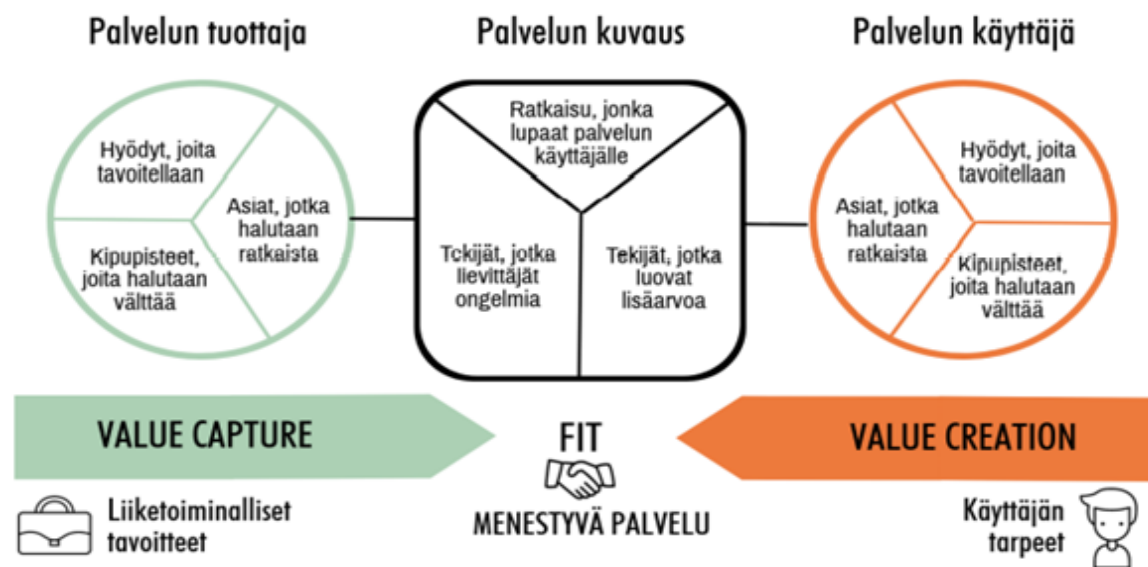 Palvelun tuottaja
Hyödyt, joita
tavoitellaan
Asiat, jotka
halutaan
ratkaista
Kipupisteet,
joita halutaan
välttää
Palvelun kuvaus
Ratkaisu, jonka
lupaat palvelun
käyttäjälle
Tekijät, jotka
lievittäjät
ongelmia
Tekijät, jotka
luovat
lisäarvoa
Palvelun käyttäjä
Hyödyt, joita
tavoitellaan
Asiat, jotka
halutaan
ratkaista
Kipupisteet,
joita halutaan
välttää
VALUE CAPTURE
FIT
VALUE CREATION
Liiketoiminnalliset
tavoitteet
MENESTYVÄ PALVELU
Käyttäjän
tarpeet